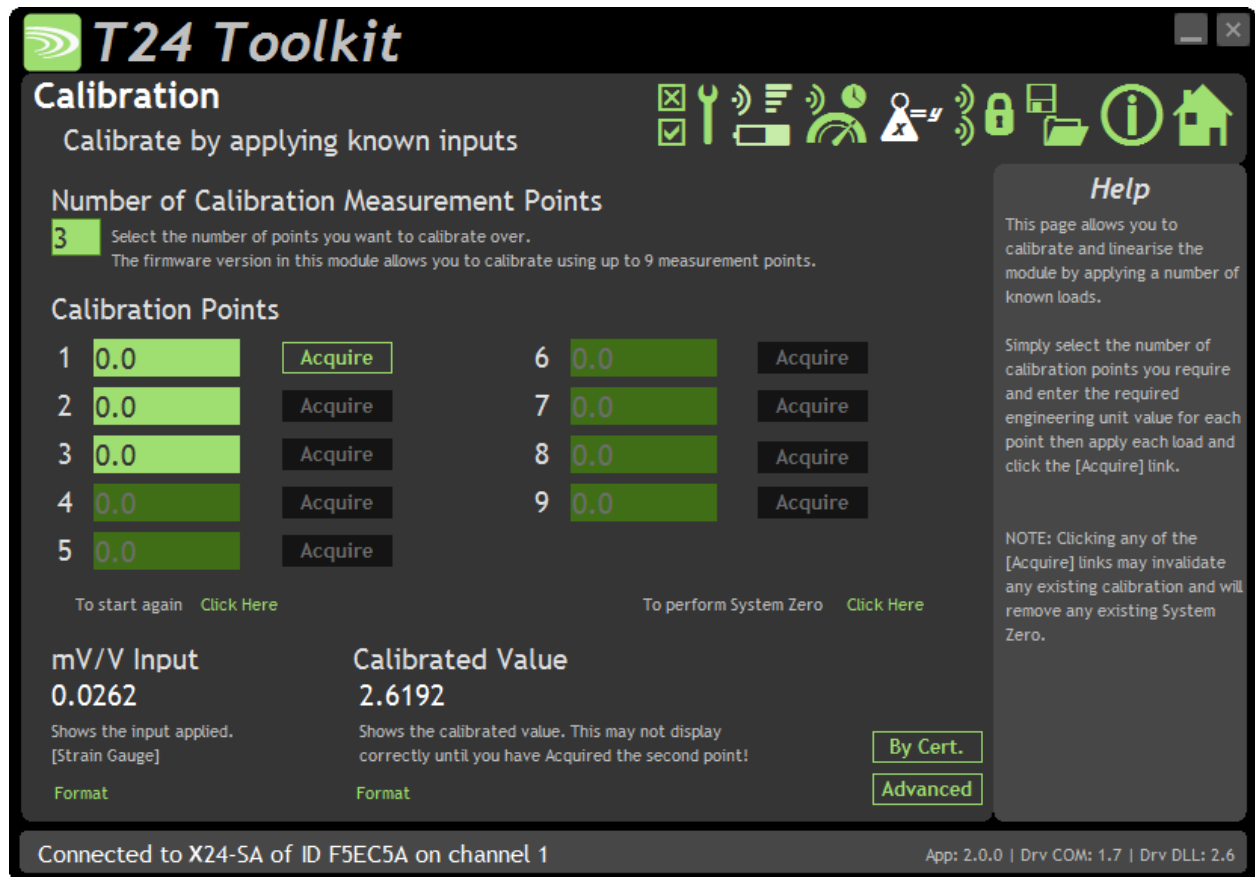 T24 Toolkit
Calibration
Calibrate by applying known inputs
x=y
Number of Calibration Measurement Points
3
Select the number of points you want to calibrate over.
The firmware version in this module allows you to calibrate using up to 9 measurement points.
Calibration Points
1 0.0 Acquire
2 0.0 Acquire
3 0.0 Acquire
4 0.0 Acquire
5 0.0 Acquire
6 0.0 Acquire
7 0.0 Acquire
8 0.0 Acquire
9 0.0 Acquire
To start again Click Here
To perform System Zero Click Here
mV/V Input
0.0262
Shows the input applied.
[Strain Gauge]
Format
Calibrated Value
2.6192
Shows the calibrated value. This may not display
correctly until you have Acquired the second point!
Format
By Cert.
Advanced
Help
This page allows you to
calibrate and linearise the
module by applying a number of
known loads.
Simply select the number of
calibration points you require
and enter the required
engineering unit value for each
point then apply each load and
click the [Acquire] link.
NOTE: Clicking any of the
[Acquire] links may invalidate
any existing calibration and will
remove any existing System
Zero.
Connected to X24-SA of ID F5EC5A on channel 1
App: 2.0.0 | Drv COM: 1.7 | Drv DLL: 2.6